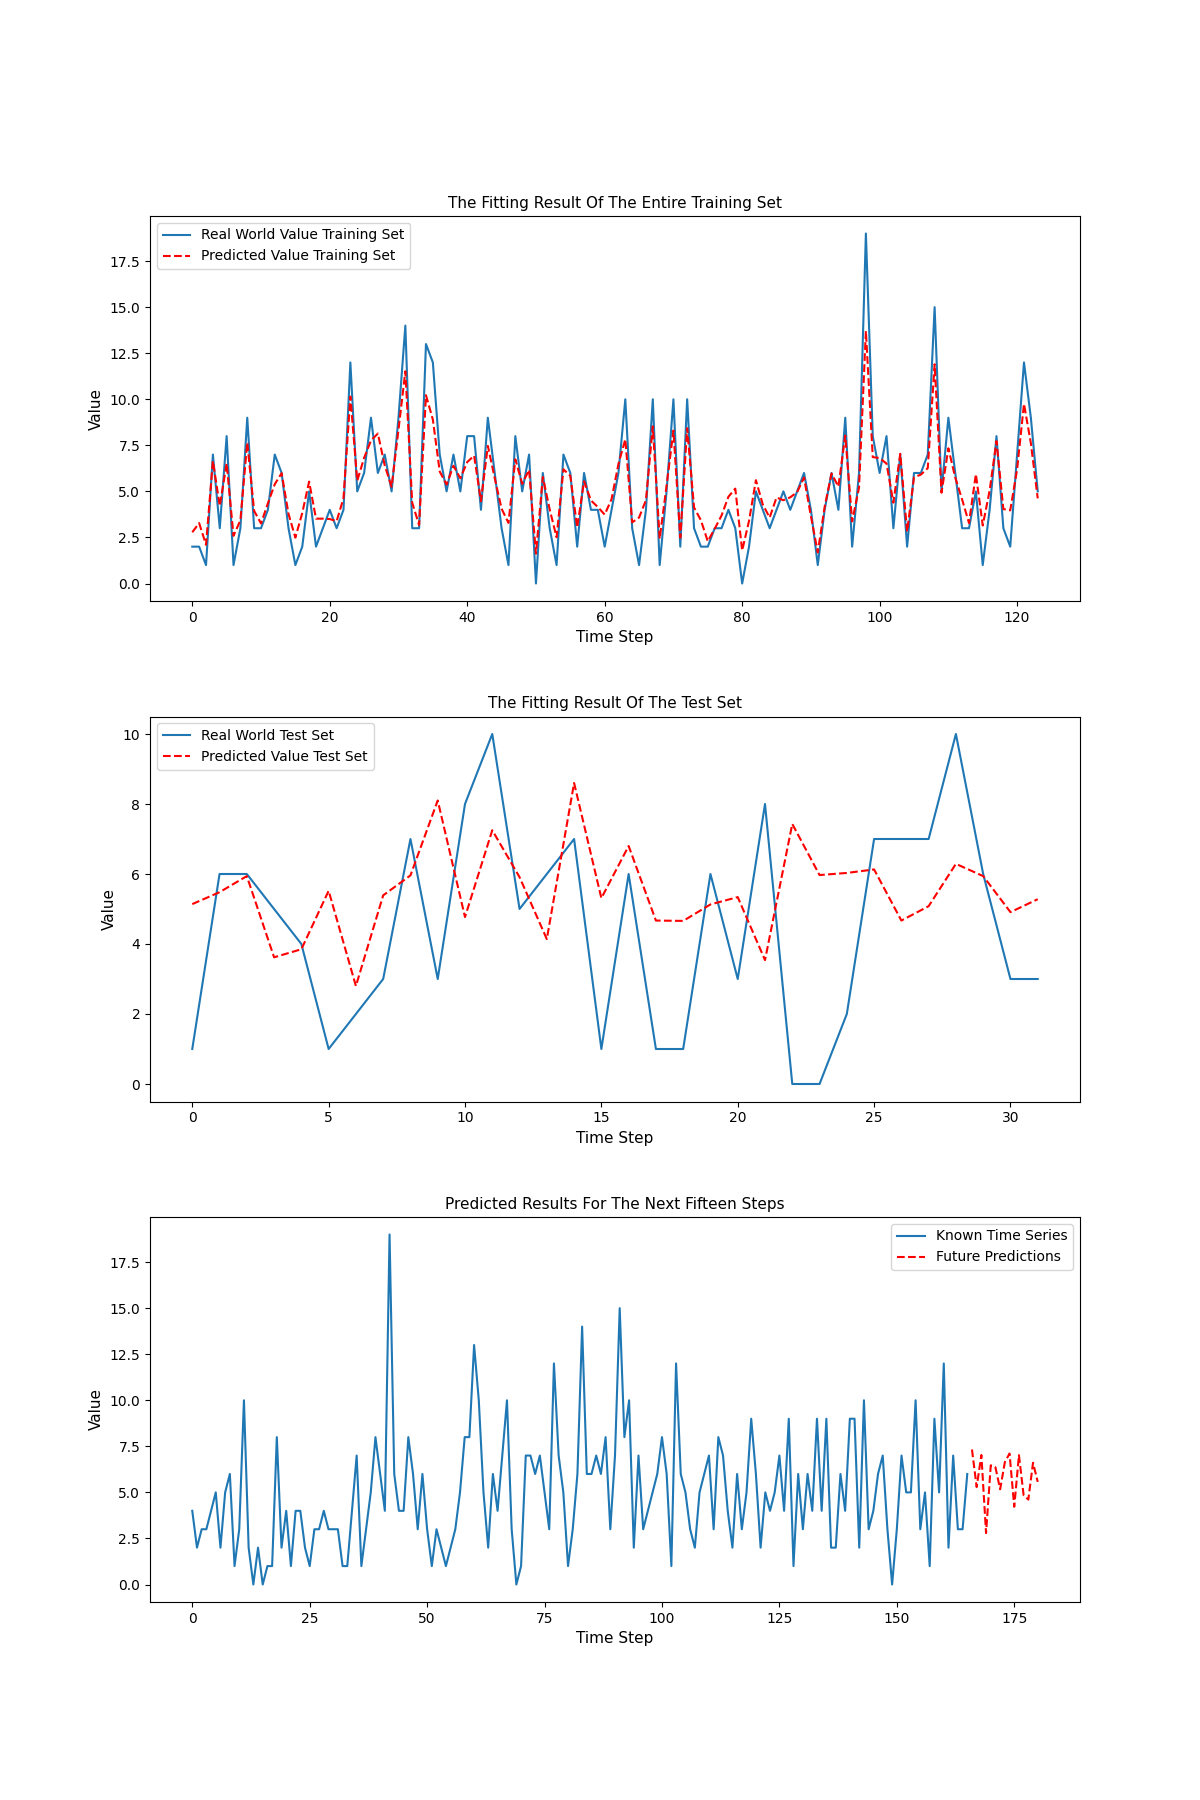 The Fitting Result Of The Entire Training Set
Real World Value Training Set
Predicted Value Training Set
Value
17.5
15.0
12.5
10.0
7.5
5.0
2.5
0.0
0 20 40 60 80 100 120
Time Step
The Fitting Result Of The Test Set
Real World Test Set
Predicted Value Test Set
Value
10
8
6
4
2
0
0 5 10 15 20 25 30
Time Step
Predicted Results For The Next Fifteen Steps
Known Time Series
Future Predictions
Value
17.5
15.0
12.5
10.0
7.5
5.0
2.5
0.0
0 25 50 75 100 125 150 175
Time Step